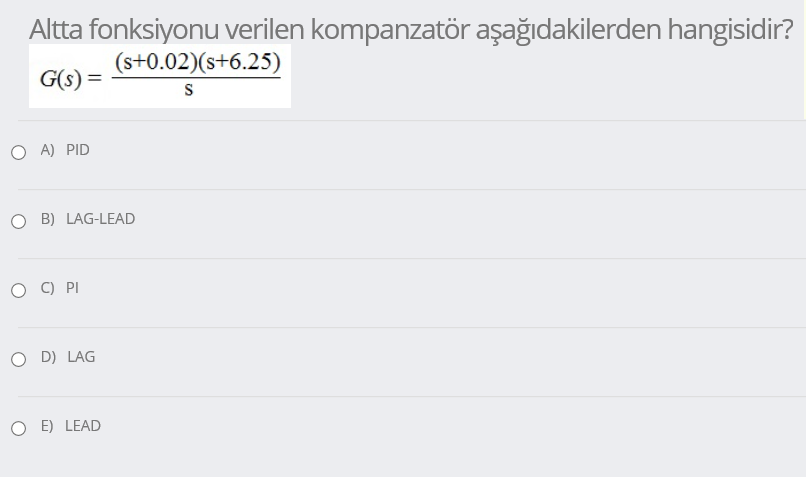 Altta fonksiyonu verilen kompanzatör aşağıdakilerden hangisidir?
G(s) = (s+0.02)(s+6.25) / s
A) PID
B) LAG-LEAD
C) PI
D) LAG
E) LEAD